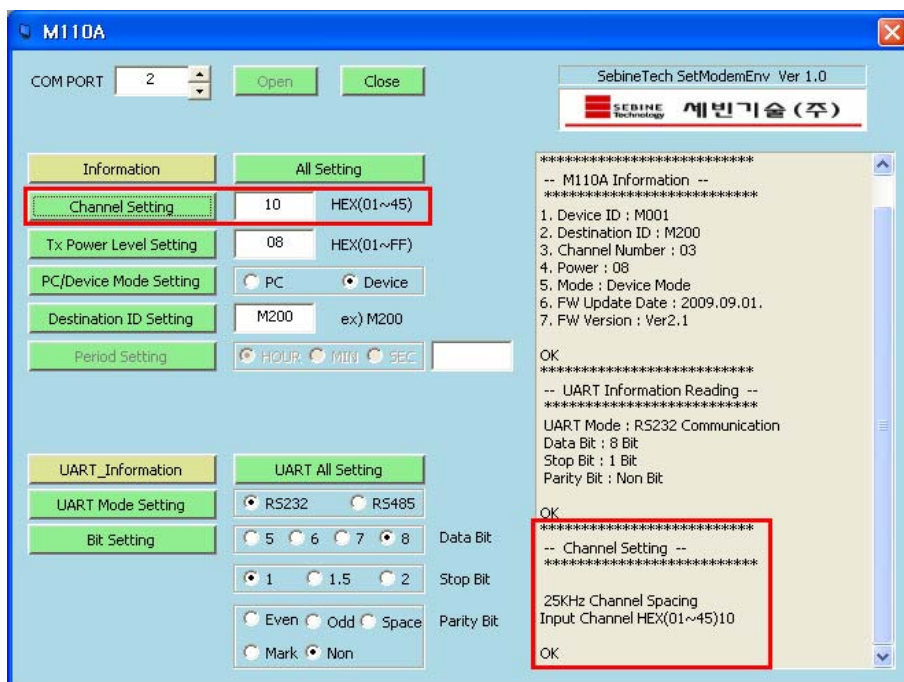 M110A
COM PORT 2 Open Close
SebineTech SetModemEnv Ver 1.0
SEBINE Technology 세빈기술(주)
Information All Setting
Channel Setting 10 HEX(01~45)
Tx Power Level Setting 08 HEX(01~FF)
PC/Device Mode Setting PC Device
Destination ID Setting M200 ex) M200
Period Setting HOUR MIN SEC
UART_Information UART All Setting
UART Mode Setting RS232 RS485
Bit Setting 5 6 7 8 Data Bit
1 1.5 2 Stop Bit
Even Odd Space Parity Bit
Mark Non
***************************
-- M110A Information --
***************************
1. Device ID : M001
2. Destination ID : M200
3. Channel Number : 03
4. Power : 08
5. Mode : Device Mode
6. FW Update Date : 2009.09.01.
7. FW Version : Ver2.1
OK
***************************
-- UART Information Reading --
***************************
UART Mode : RS232 Communication
Data Bit : 8 Bit
Stop Bit : 1 Bit
Parity Bit : Non Bit
OK
***************************
-- Channel Setting --
***************************
25KHz Channel Spacing
Input Channel HEX(01~45)10
OK